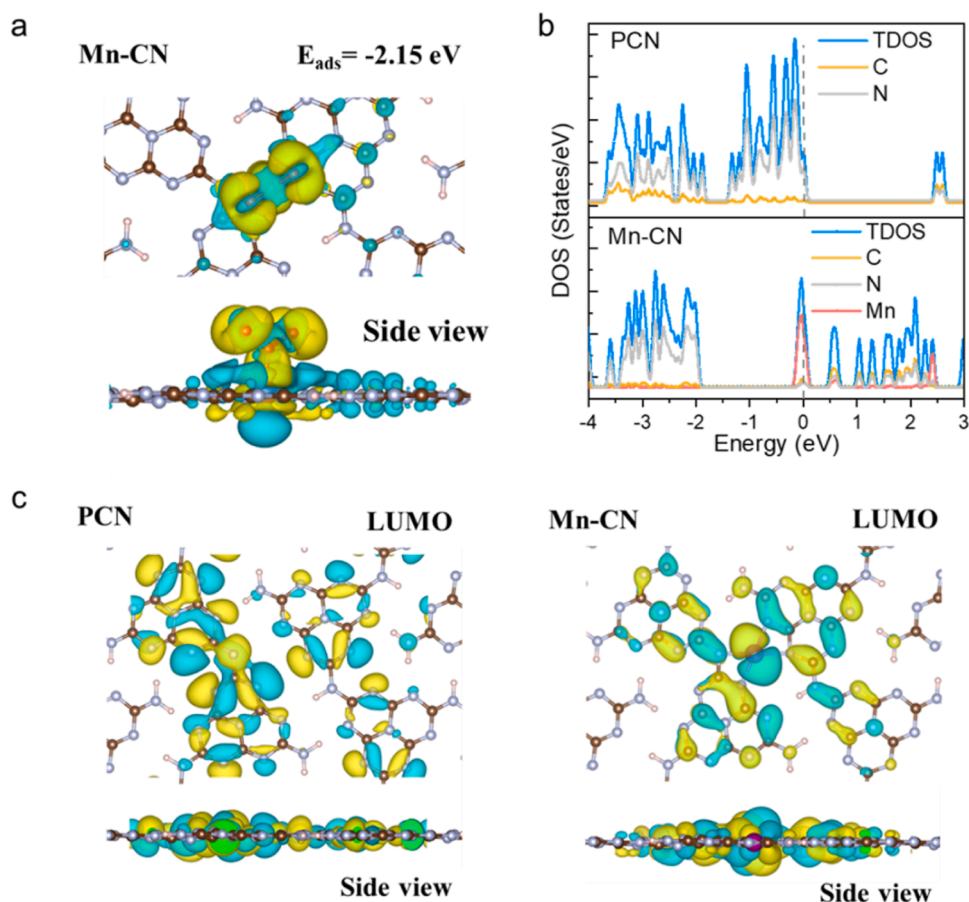 a
Mn-CN E_ads= -2.15 eV
Side view
b
PCN
TDOS
C
N
Mn-CN
TDOS
C
N
Mn
DOS (States/eV)
-4 -3 -2 -1 0 1 2 3
Energy (eV)
c
PCN LUMO
Side view
Mn-CN LUMO
Side view